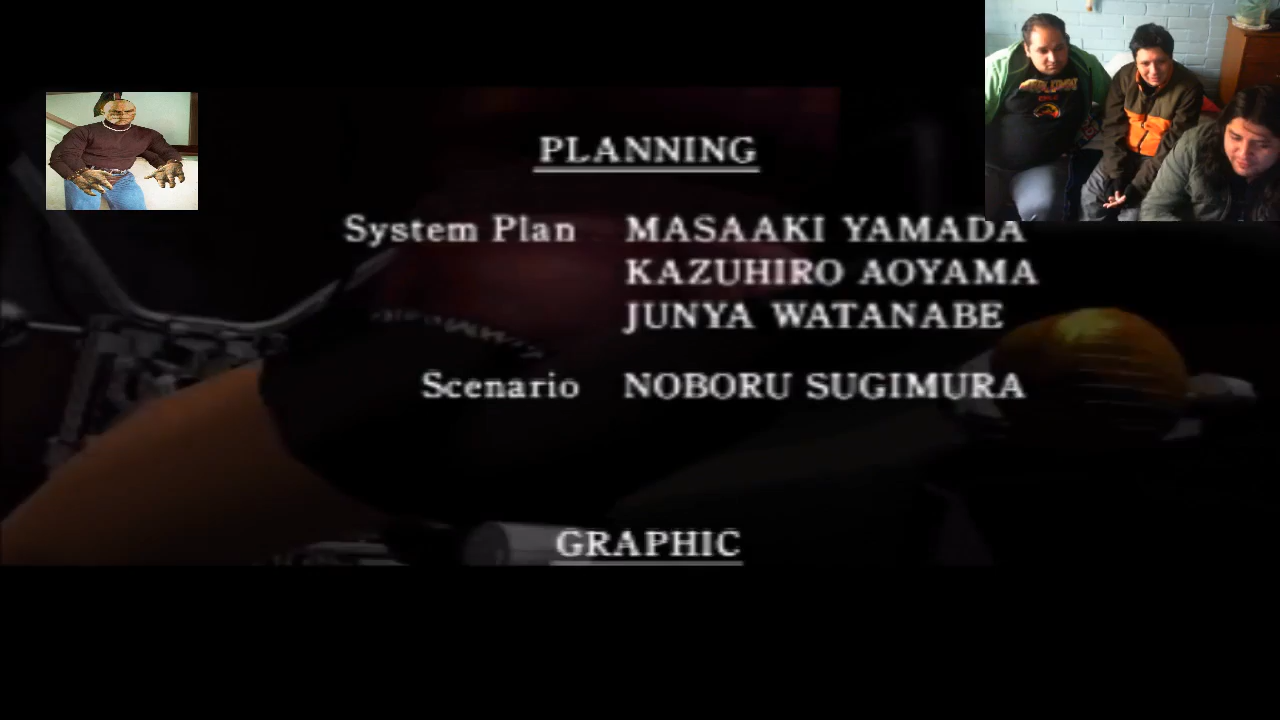 PLANNING
System Plan MASAAKI YAMADA
KAZUHIRO AOYAMA
JUNYA WATANABE
Scenario NOBORU SUGIMURA
GRAPHIC